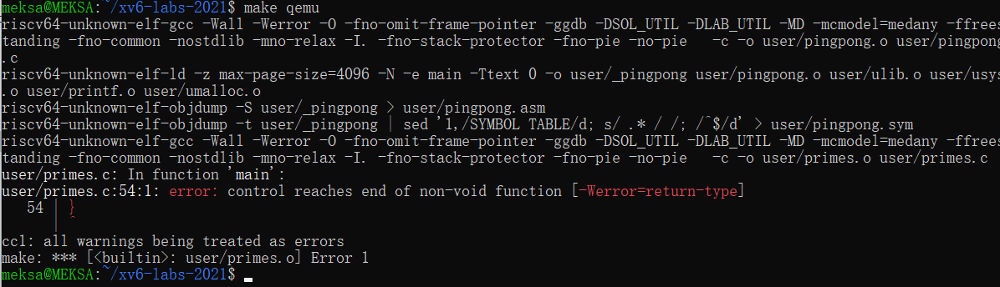 meksa@MEKSA:~/xv6-labs-2021$ make qemu
riscv64-unknown-elf-gcc -Wall -Werror -O -fno-omit-frame-pointer -ggdb -DSOL_UTIL -DLAB_UTIL -MD -mcmodel=medany -ffrees
tanding -fno-common -nostdlib -mno-relax -I. -fno-stack-protector -fno-pie -no-pie   -c -o user/pingpong.o user/pingpong
.c
riscv64-unknown-elf-ld -z max-page-size=4096 -N -e main -Ttext 0 -o user/_pingpong user/pingpong.o user/ulib.o user/usys
.o user/printf.o user/umalloc.o
riscv64-unknown-elf-objdump -S user/_pingpong > user/pingpong.asm
riscv64-unknown-elf-objdump -t user/_pingpong | sed '1,/SYMBOL TABLE/d; s/ .* / /; /^$/d' > user/pingpong.sym
riscv64-unknown-elf-gcc -Wall -Werror -O -fno-omit-frame-pointer -ggdb -DSOL_UTIL -DLAB_UTIL -MD -mcmodel=medany -ffrees
tanding -fno-common -nostdlib -mno-relax -I. -fno-stack-protector -fno-pie -no-pie   -c -o user/primes.o user/primes.c
user/primes.c: In function 'main':
user/primes.c:54:1: error: control reaches end of non-void function [-Werror=return-type]
   54 | }
      | ^
cc1: all warnings being treated as errors
make: *** [<builtin>: user/primes.o] Error 1
meksa@MEKSA:~/xv6-labs-2021$